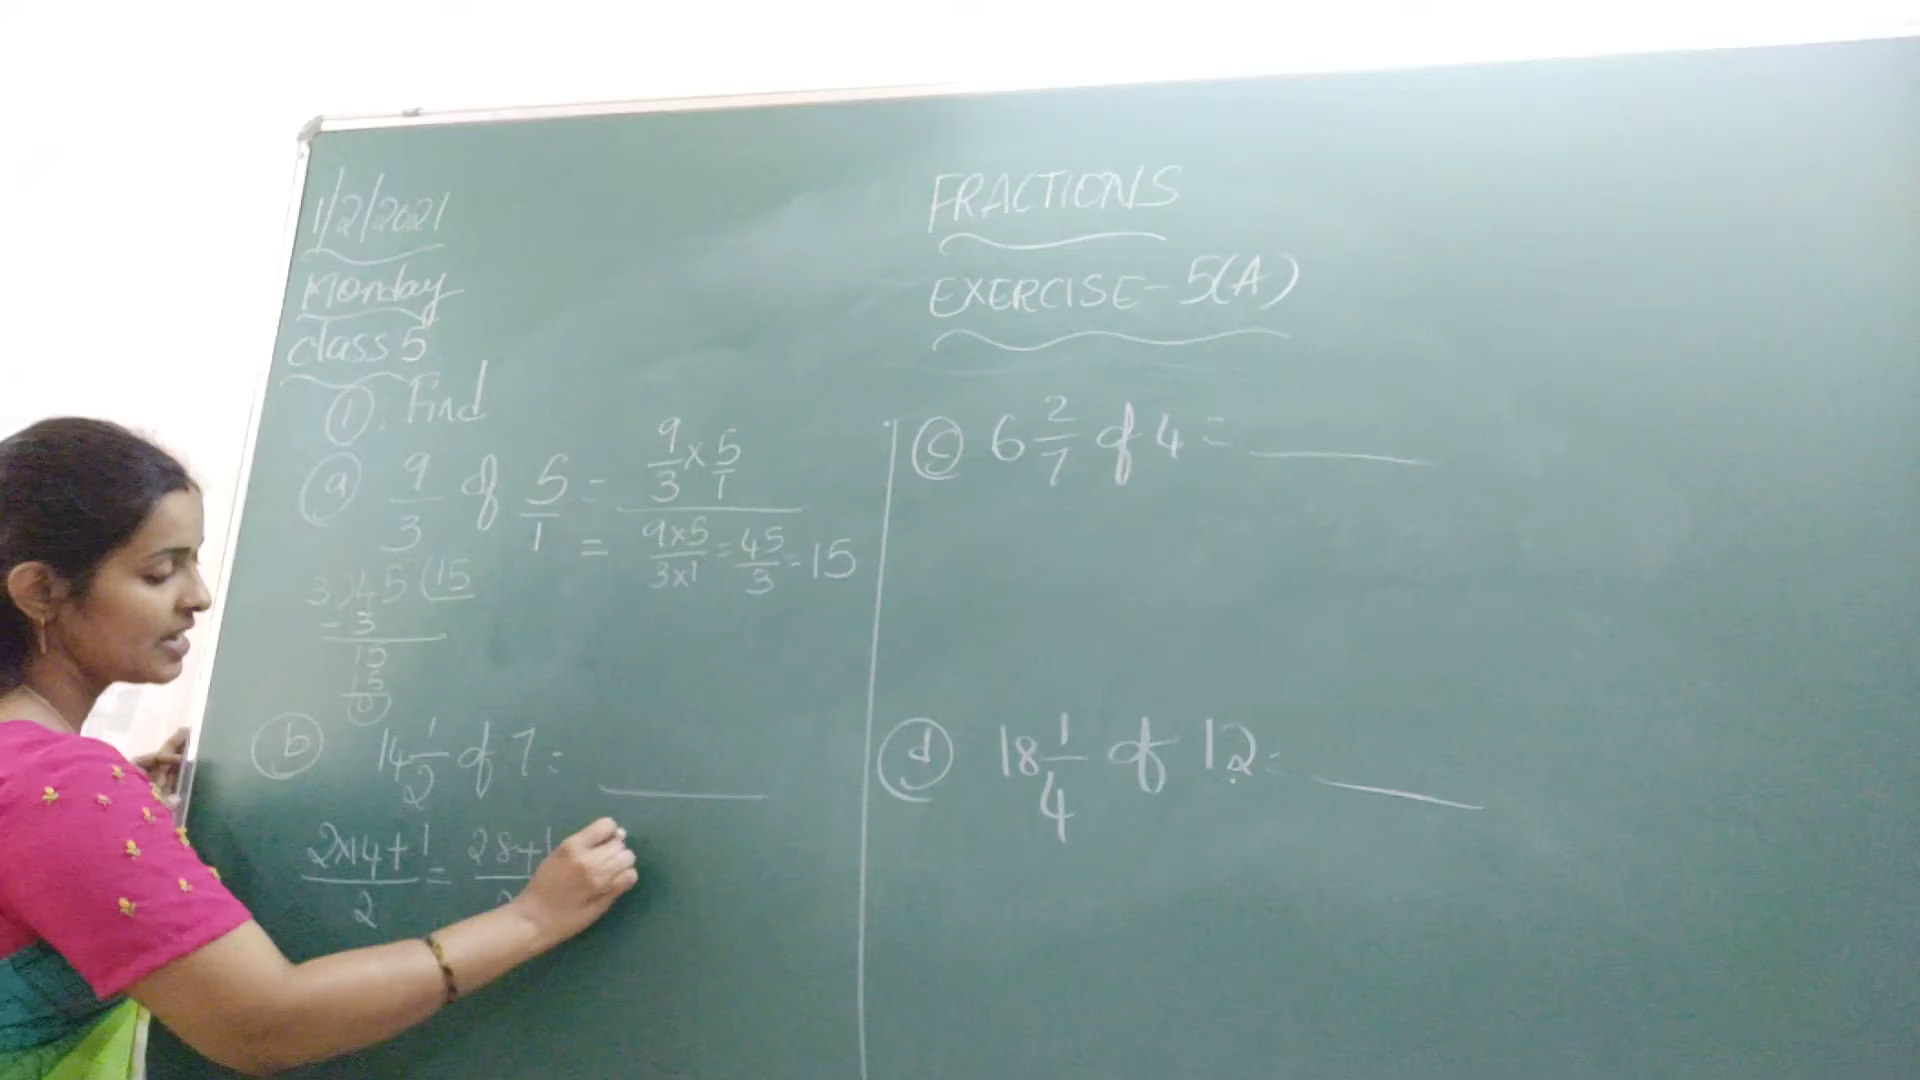 1/2/2021
Monday
Class 5
FRACTIONS
EXERCISE-5(A)
①. Find
ⓐ 9/3 of 5/1 = 9/3 × 5/1
= 9×5/3×1 = 45/3 = 15
3)45(15
-3
15
15
0
ⓑ 14 1/2 of 7 =
2×14+1/2 = 28+1/2
ⓒ 6 2/7 of 4 =
ⓓ 18 1/4 of 12 =